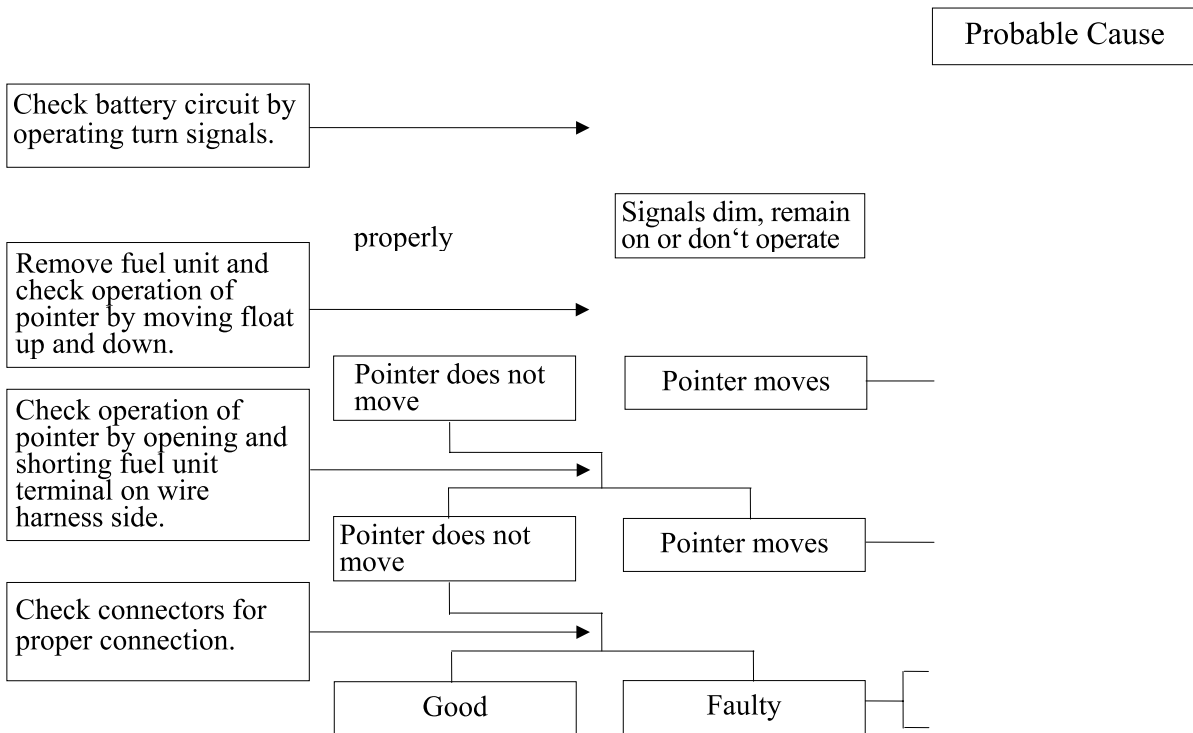 Probable Cause
Check battery circuit by
operating turn signals.
Signals dim, remain
on or don‘t operate
properly
Remove fuel unit and
check operation of
pointer by moving float
up and down.
Pointer does not
move
Pointer moves
Check operation of
pointer by opening and
shorting fuel unit
terminal on wire
harness side.
Pointer does not
move
Pointer moves
Check connectors for
proper connection.
Good
Faulty